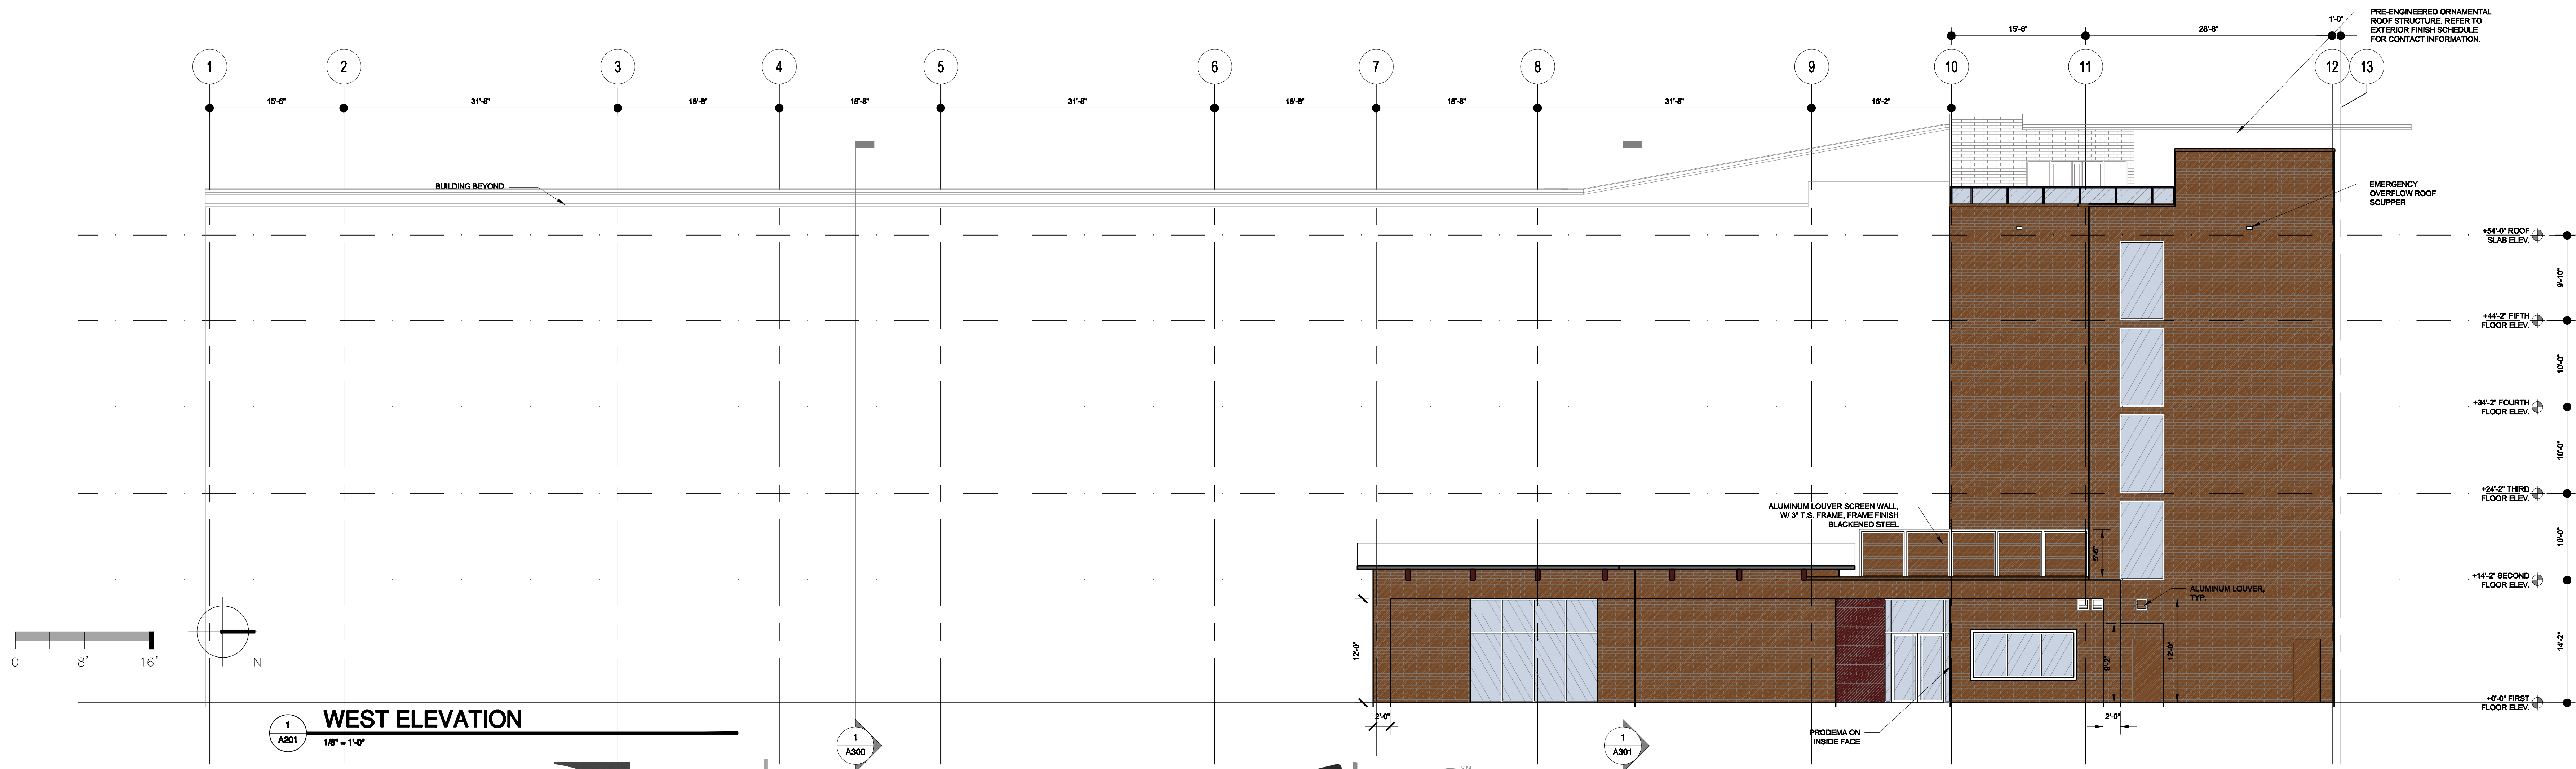 PRE-ENGINEERED ORNAMENTAL
ROOF STRUCTURE. REFER TO
EXTERIOR FINISH SCHEDULE
FOR CONTACT INFORMATION.
15'-6" 28'-6" 1'-0"
1 2 3 4 5 6 7 8 9 10 11 12 13
15'-6" 31'-8" 18'-8" 18'-8" 31'-8" 18'-8" 18'-8" 31'-8" 16'-2"
BUILDING BEYOND
EMERGENCY
OVERFLOW ROOF
SCUPPER
+54'-0" ROOF
SLAB ELEV.
9'-10"
+44'-2" FIFTH
FLOOR ELEV.
10'-0"
+34'-2" FOURTH
FLOOR ELEV.
10'-0"
+24'-2" THIRD
FLOOR ELEV.
10'-0"
+14'-2" SECOND
FLOOR ELEV.
14'-2"
+0'-0" FIRST
FLOOR ELEV.
ALUMINUM LOUVER SCREEN WALL,
W/ 3" T.S. FRAME, FRAME FINISH
BLACKENED STEEL
5'-6"
ALUMINUM LOUVER,
TYP.
12'-0"
9'-2"
12'-0"
2'-0"
2'-0"
PRODEMA ON
INSIDE FACE
0 8' 16'
N
1
A201
WEST ELEVATION
1/8" = 1'-0"
1
A300
1
A301
SM